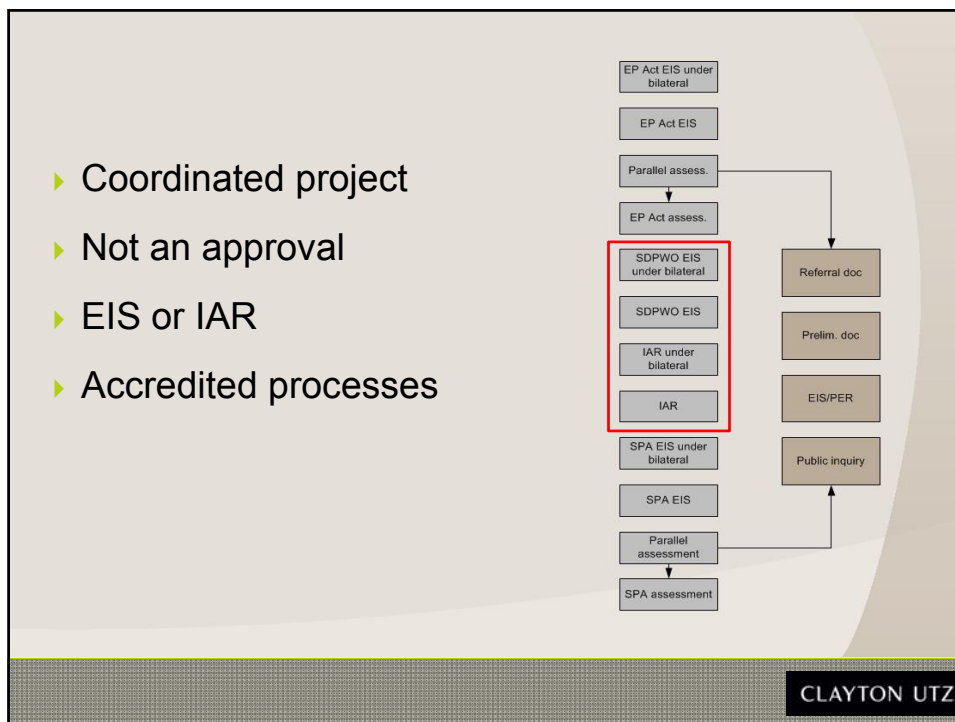 Coordinated project
Not an approval
EIS or IAR
Accredited processes
EP Act EIS under
bilateral
EP Act EIS
Parallel assess.
EP Act assess.
SDPWO EIS
under bilateral
SDPWO EIS
IAR under
bilateral
IAR
SPA EIS under
bilateral
SPA EIS
Parallel
assessment
SPA assessment
Referral doc
Prelim. doc
EIS/PER
Public inquiry
CLAYTON UTZ